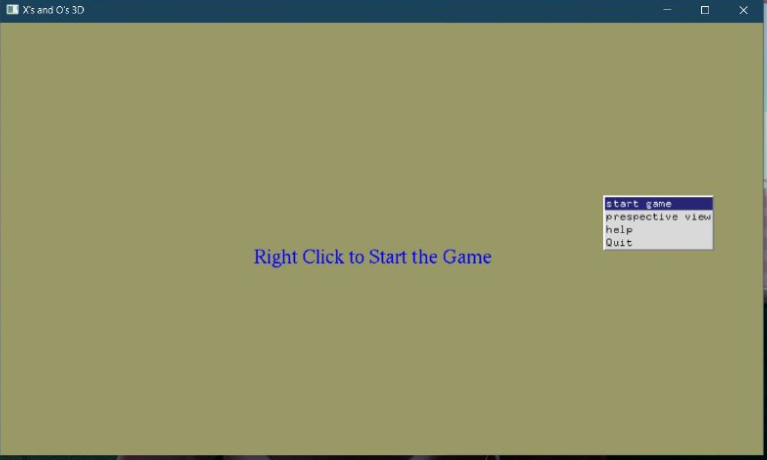 X's and O's 3D
start game
prespective view
help
Quit
Right Click to Start the Game